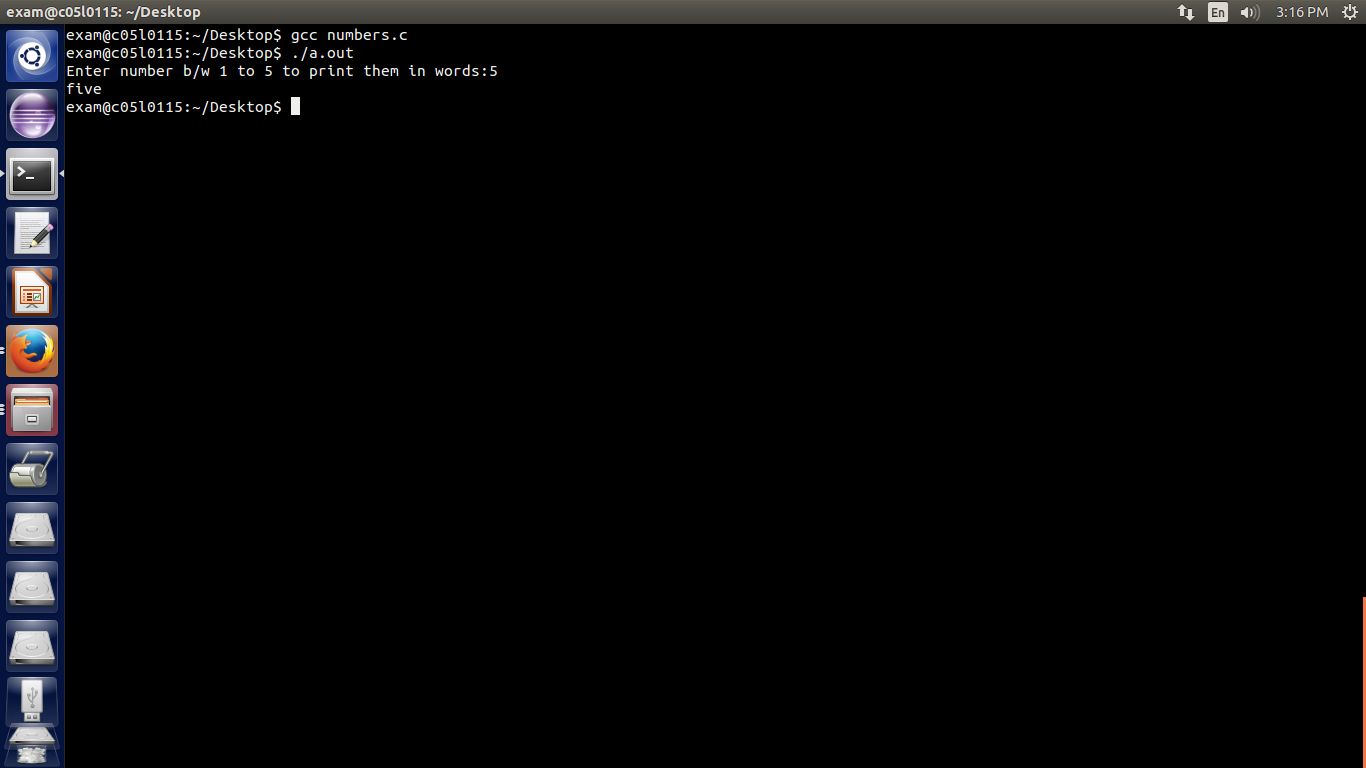 exam@c05l0115: ~/Desktop
En
3:16 PM
exam@c05l0115:~/Desktop$ gcc numbers.c
exam@c05l0115:~/Desktop$ ./a.out
Enter number b/w 1 to 5 to print them in words:5
five
exam@c05l0115:~/Desktop$